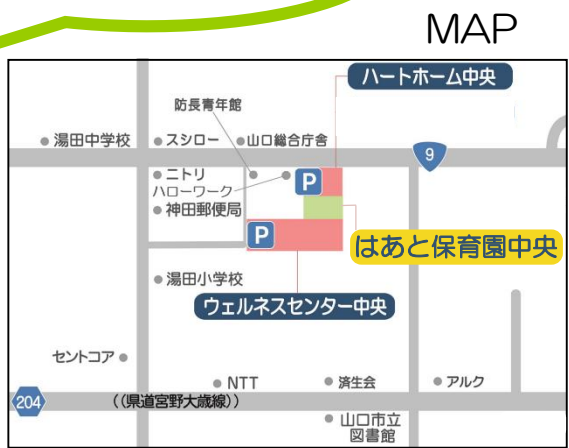 MAP
ハートホーム中央
防長青年館
湯田中学校
スシロー
山口総合庁舎
9
ニトリ
ハローワーク
P
神田郵便局
P
はあと保育園中央
湯田小学校
ウェルネスセンター中央
セントコア
NTT
済生会
アルク
204
((県道宮野大歳線))
山口市立
図書館